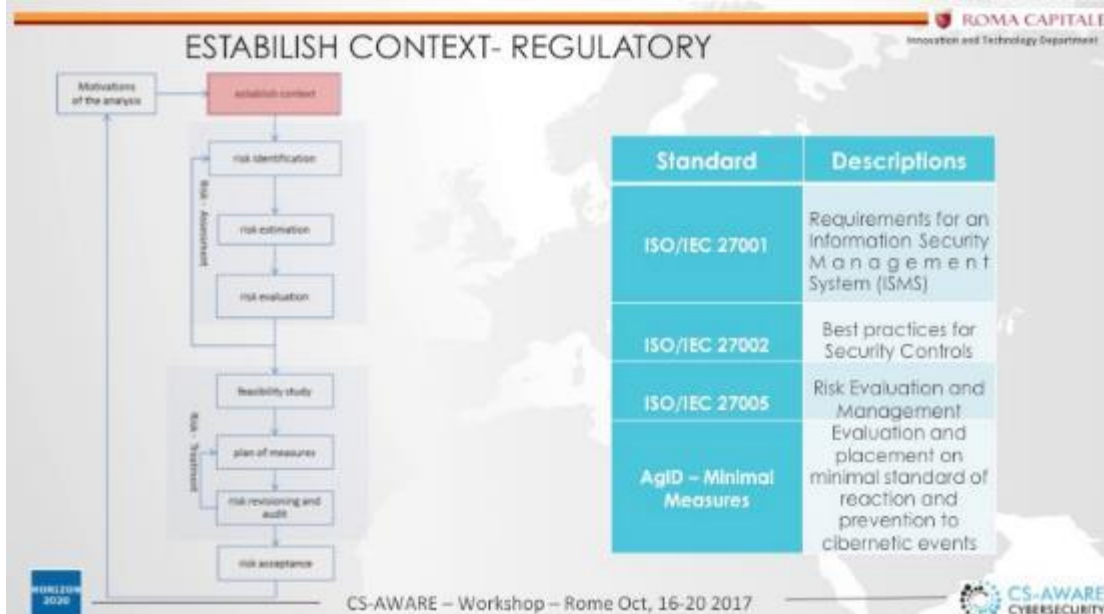 ROMA CAPITALE
Innovation and Technology Department
ESTABILISH CONTEXT- REGULATORY
Motivations
of the analysis
establish context
risk identification
Risk - Assessment
risk estimation
risk evaluation
feasibility study
Risk - Treatment
plan of measures
risk revisioning and
audit
risk acceptance
Standard
Descriptions
ISO/IEC 27001
Requirements for an
Information Security
Management
System (ISMS)
ISO/IEC 27002
Best practices for
Security Controls
ISO/IEC 27005
Risk Evaluation and
Management
AgID – Minimal
Measures
Evaluation and
placement on
minimal standard of
reaction and
prevention to
cibernetic events
HORIZON
2020
CS-AWARE – Workshop – Rome Oct, 16-20 2017
CS-AWARE
CYBERSECURITY